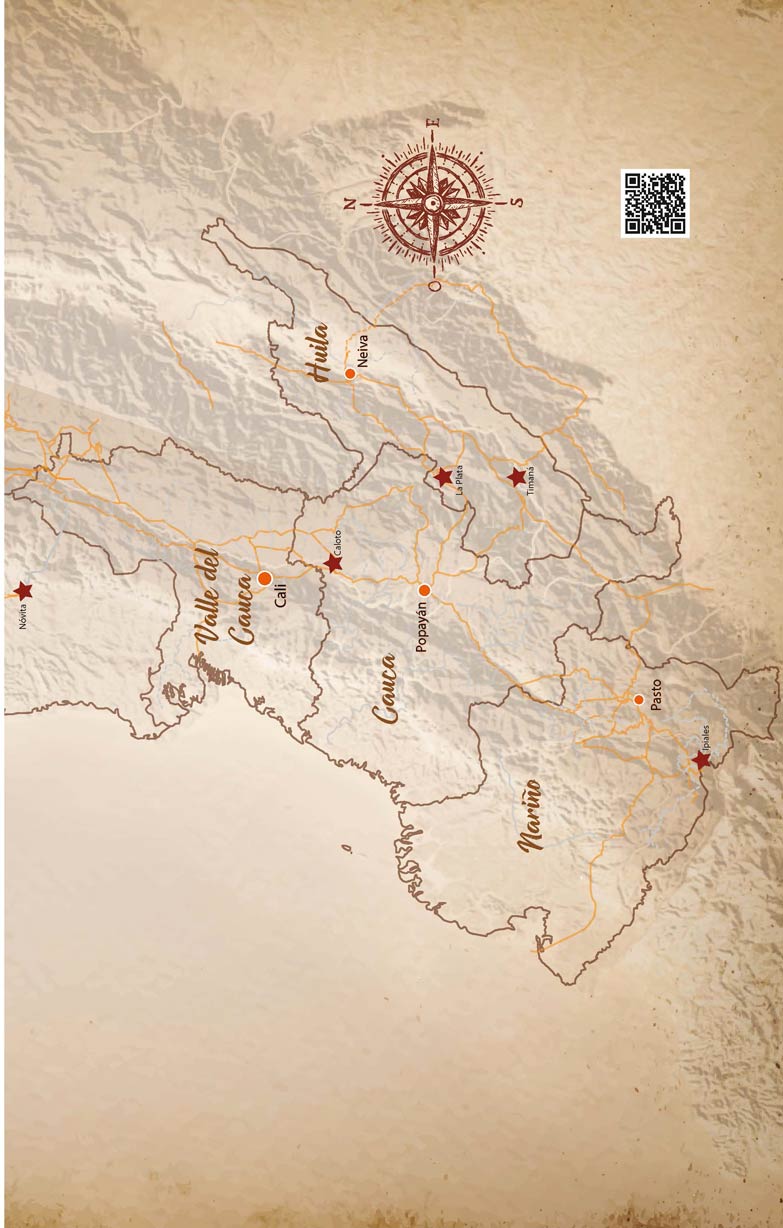 Nóvita
Valle del
Cauca
Cali
Huila
Caloto
N
Neiva
Cauca
Popayán
O
E
La Plata
S
Nariño
Timaná
Pasto
Ipiales